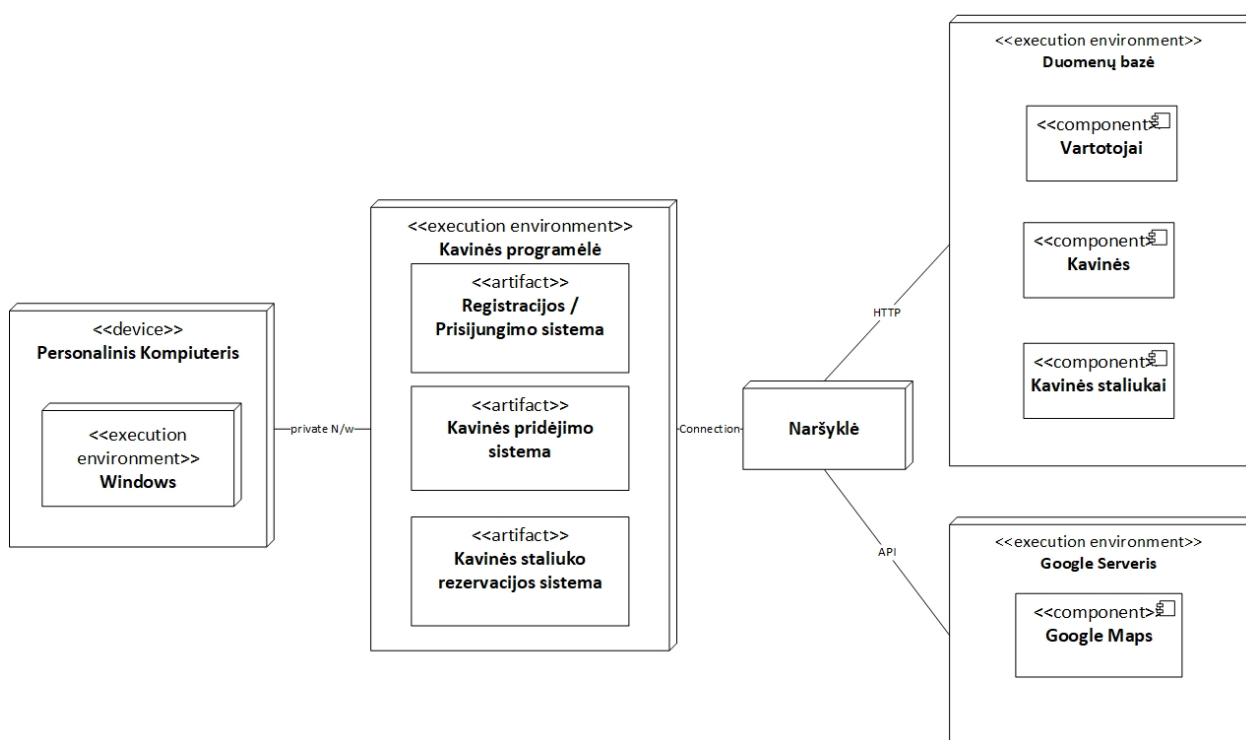 <<device>>
Personalinis Kompiuteris
<<execution
environment>>
Windows
private N/w
<<execution environment>>
Kavinės programėlė
<<artifact>>
Registracijos /
Prisijungimo sistema
<<artifact>>
Kavinės pridėjimo
sistema
<<artifact>>
Kavinės staliuko
rezervacijos sistema
Connection
Naršyklė
HTTP
API
<<execution environment>>
Duomenų bazė
<<component>>
Vartotojai
<<component>>
Kavinės
<<component>>
Kavinės staliukai
<<execution environment>>
Google Serveris
<<component>>
Google Maps